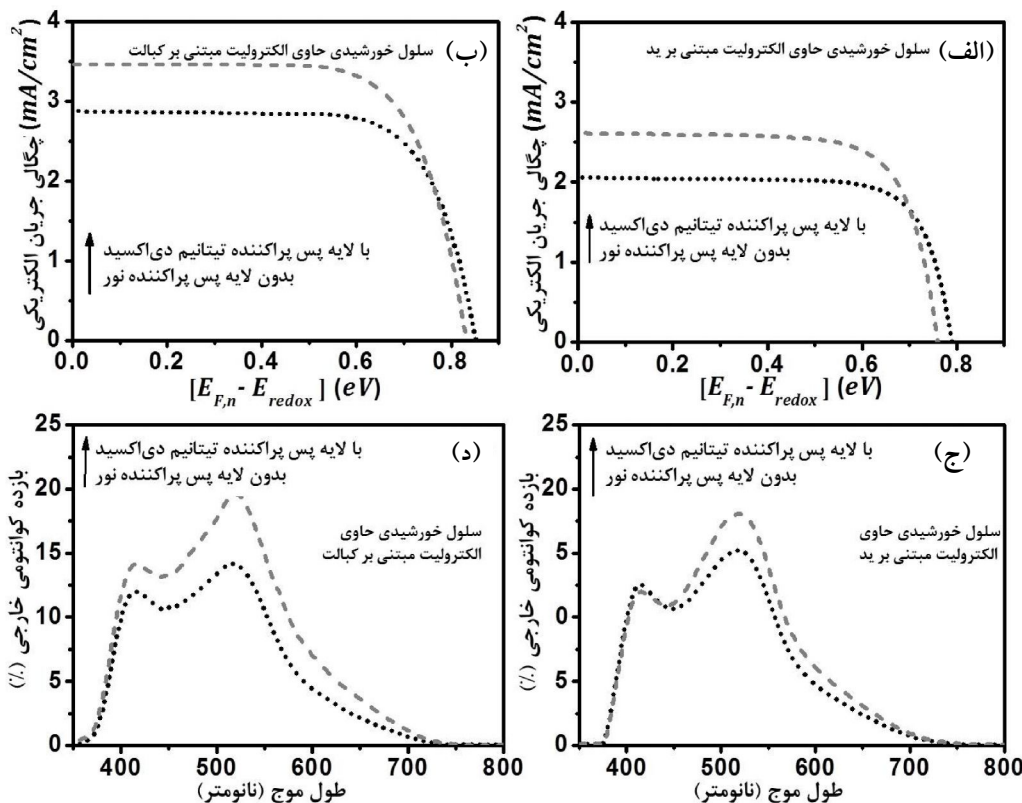 (الف)
سلول خورشیدی حاوی الکترولیت مبتنی بر ید
با لایه پس پراکننده تیتانیم دی‌اکسید
بدون لایه پس پراکننده نور
چگالی جریان الکتریکی (mA/cm²)
4
3
2
1
0
0.0 0.2 0.4 0.6 0.8
[E_F,n - E_redox] (eV)
(ب)
سلول خورشیدی حاوی الکترولیت مبتنی بر کبالت
با لایه پس پراکننده تیتانیم دی‌اکسید
بدون لایه پس پراکننده نور
چگالی جریان الکتریکی (mA/cm²)
4
3
2
1
0
0.0 0.2 0.4 0.6 0.8
[E_F,n - E_redox] (eV)
(ج)
با لایه پس پراکننده تیتانیم دی‌اکسید
بدون لایه پس پراکننده نور
سلول خورشیدی حاوی
الکترولیت مبتنی بر ید
بازده کوانتومی خارجی (٪)
25
20
15
0
5
0
400 500 600 700 800
طول موج (نانومتر)
(د)
با لایه پس پراکننده تیتانیم دی‌اکسید
بدون لایه پس پراکننده نور
سلول خورشیدی حاوی
الکترولیت مبتنی بر کبالت
بازده کوانتومی خارجی (٪)
25
20
15
10
5
0
400 500 600 700 800
طول موج (نانومتر)